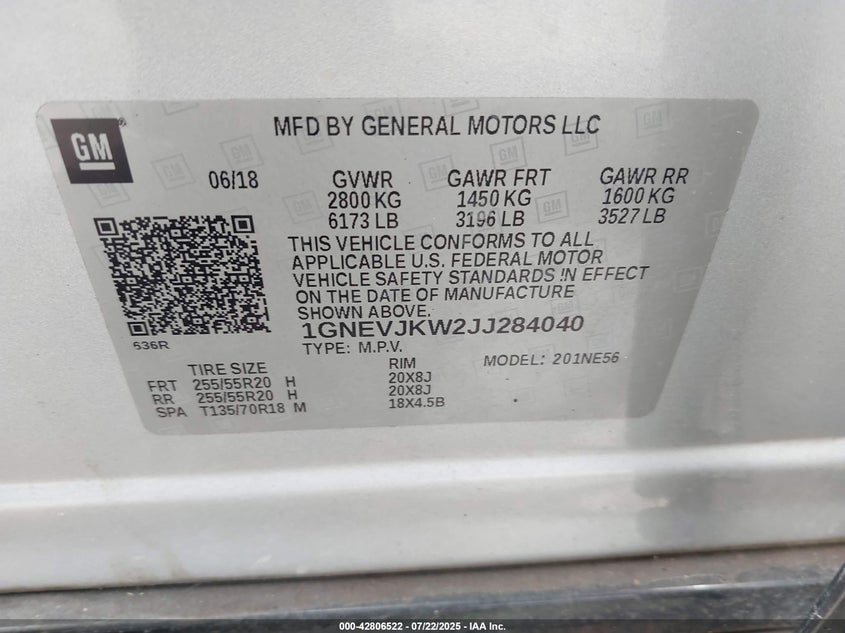 GM
MFD BY GENERAL MOTORS LLC
06/18 GVWR GAWR FRT GAWR RR
2800 KG 1450 KG 1600 KG
6173 LB 3196 LB 3527 LB
THIS VEHICLE CONFORMS TO ALL
APPLICABLE U.S. FEDERAL MOTOR
VEHICLE SAFETY STANDARDS IN EFFECT
ON THE DATE OF MANUFACTURE
SHOWN ABOVE.
1GNEVJKW2JJ284040
636R
TYPE: M.P.V. MODEL: 201NE56
TIRE SIZE RIM
FRT 255/55R20 H 20X8J
RR 255/55R20 H 20X8J
SPA T135/70R18 M 18X4.5B
000-42806522 / 07/22/2025 - IAA Inc.